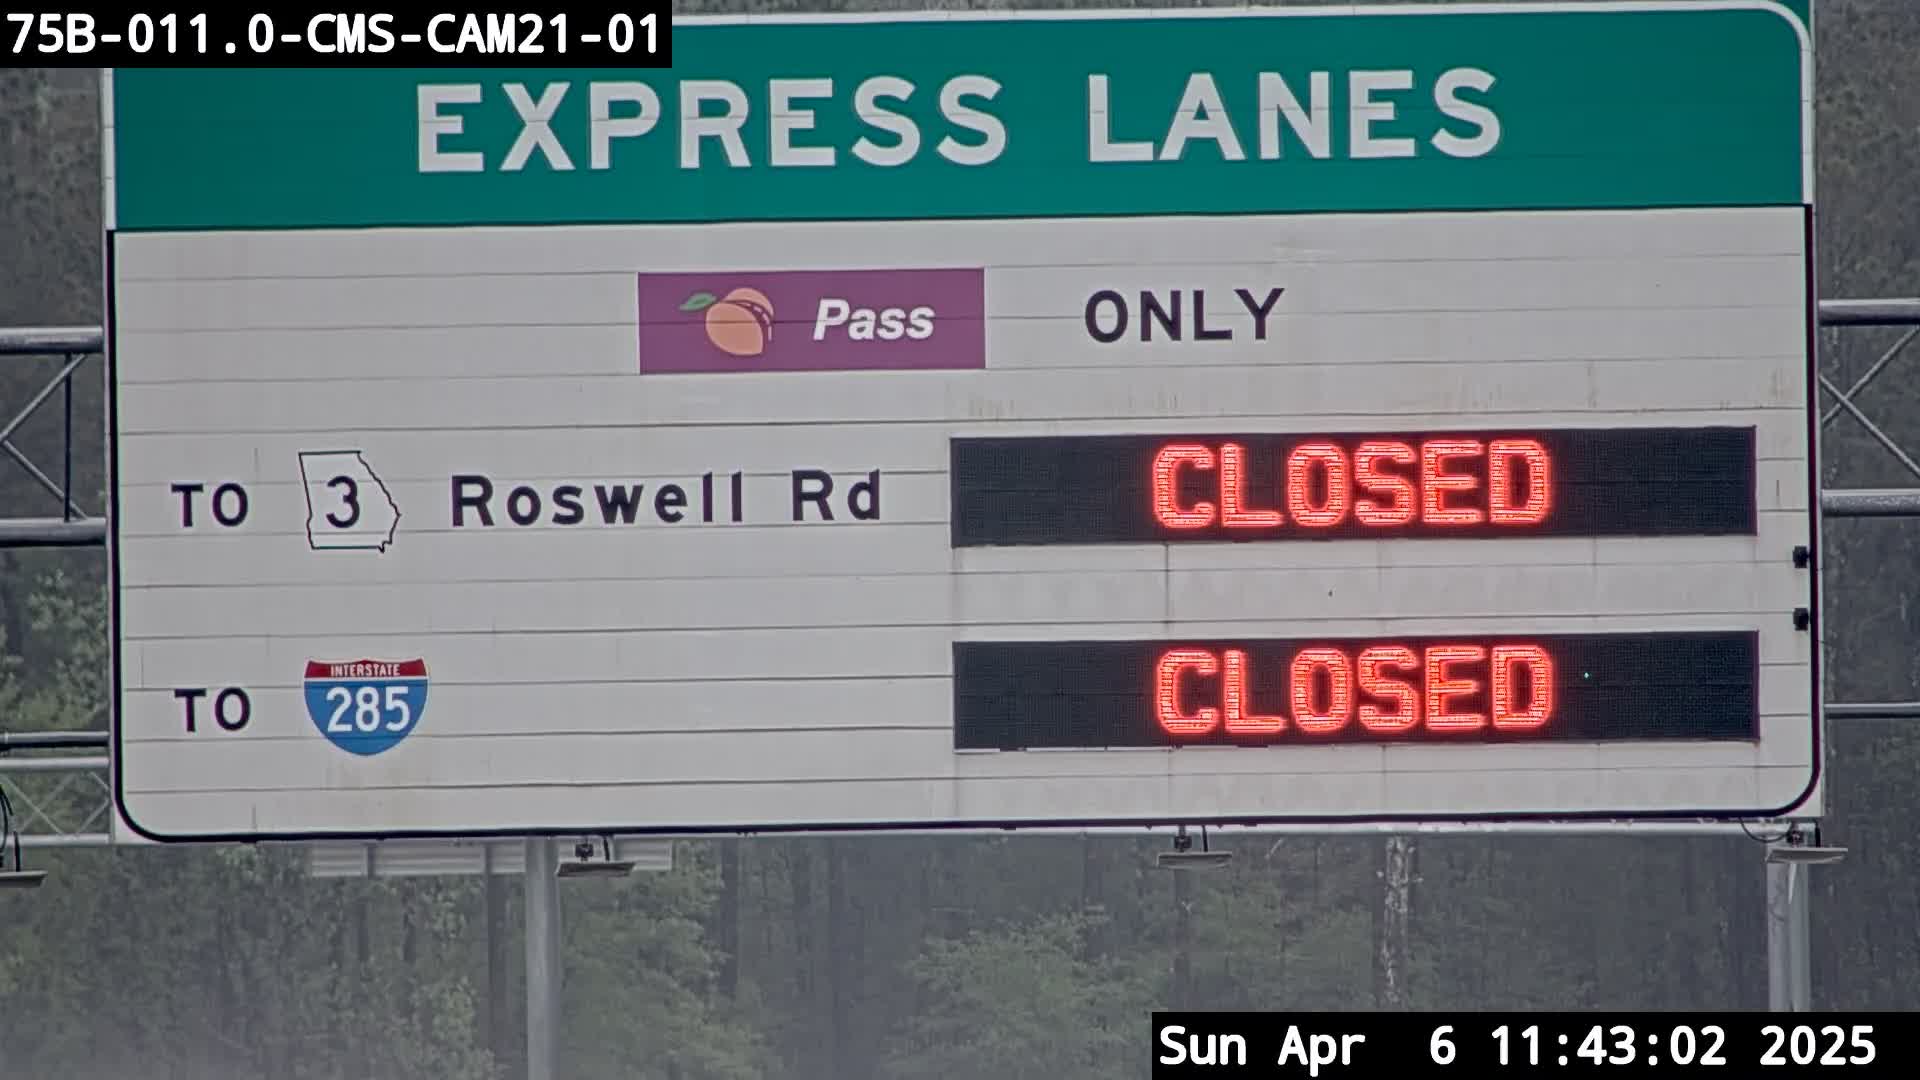 75B-011.0-CMS-CAM21-01
EXPRESS LANES
Pass ONLY
TO 3 Roswell Rd CLOSED
TO INTERSTATE 285 CLOSED
Sun Apr 6 11:43:02 2025